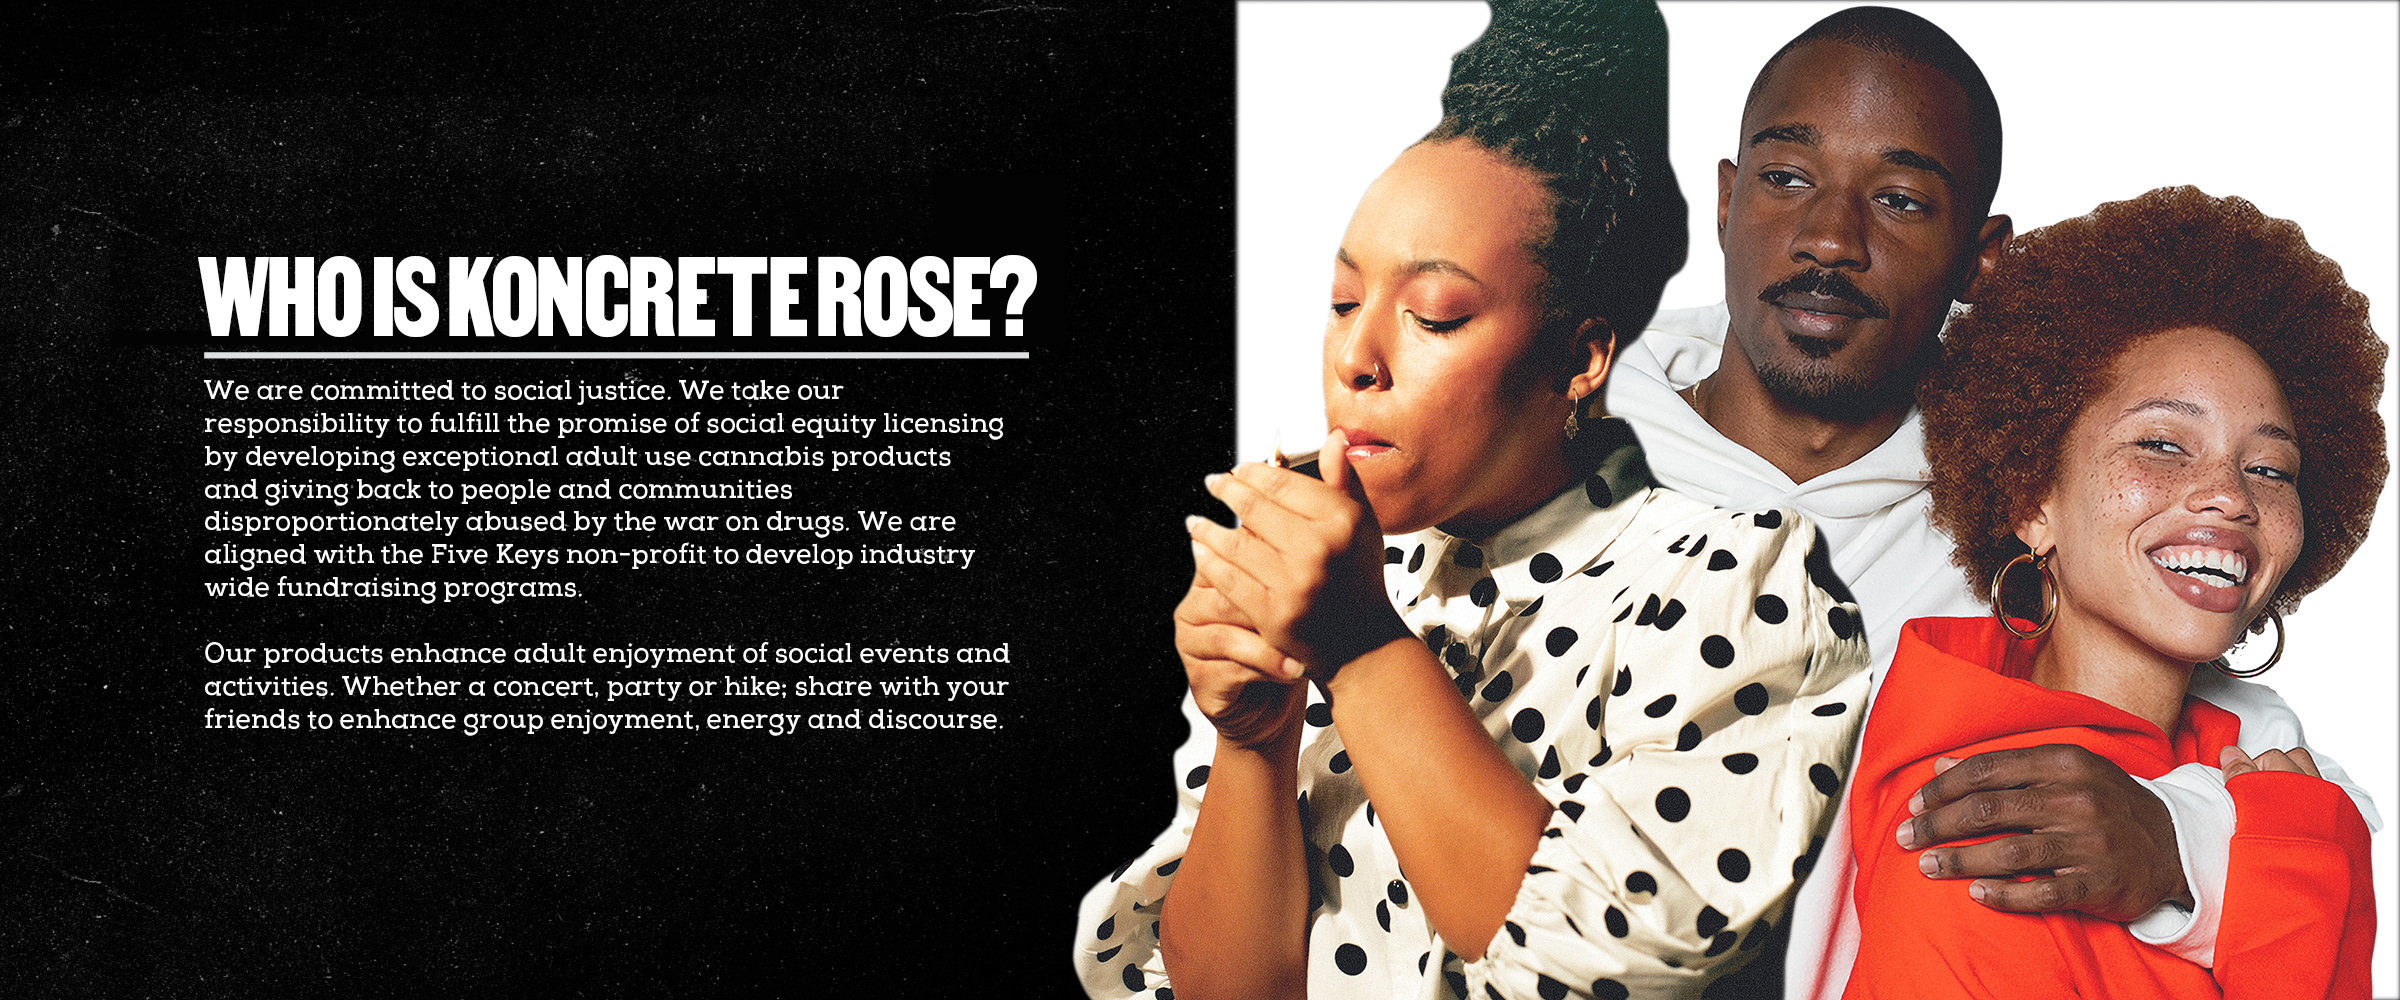 WHO IS KONCRETE ROSE?
We are committed to social justice. We take our
responsibility to fulfill the promise of social equity licensing
by developing exceptional adult use cannabis products
and giving back to people and communities
disproportionately abused by the war on drugs. We are
aligned with the Five Keys non-profit to develop industry
wide fundraising programs.
Our products enhance adult enjoyment of social events and
activities. Whether a concert, party or hike; share with your
friends to enhance group enjoyment, energy and discourse.